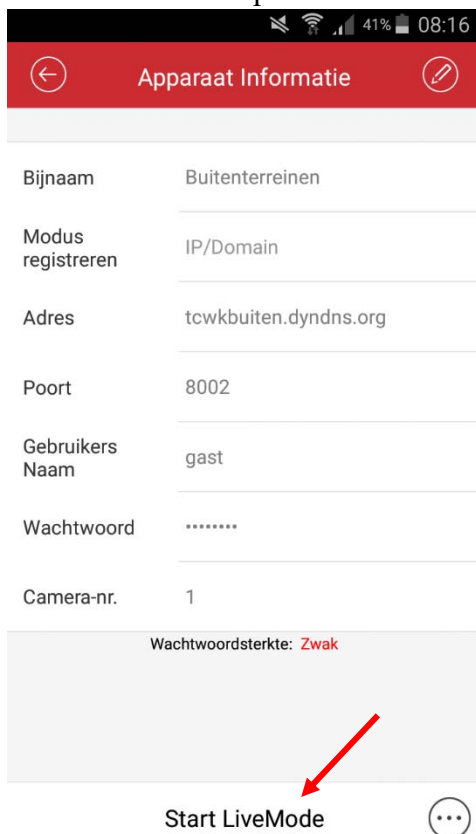 41% 08:16
Apparaat Informatie
Bijnaam Buitenterreinen
Modus
registreren IP/Domain
Adres tcwkbuiten.dyndns.org
Poort 8002
Gebruikers
Naam gast
Wachtwoord ········
Camera-nr. 1
Wachtwoordsterkte: Zwak
Start LiveMode